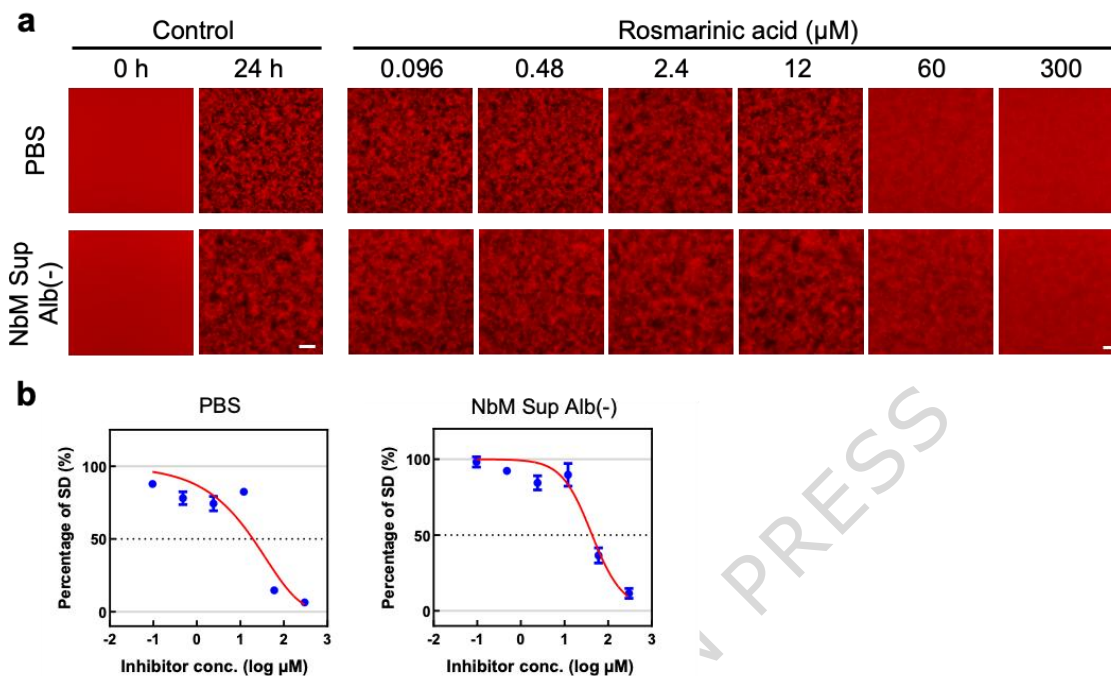 a
Control
Rosmarinic acid (µM)
0 h 24 h 0.096 0.48 2.4 12 60 300
PBS
NbM Sup
Alb(-)
b
PBS
Percentage of SD (%)
100
50
0
-2 -1 0 1 2 3
Inhibitor conc. (log µM)
NbM Sup Alb(-)
Percentage of SD (%)
100
50
0
-2 -1 0 1 2 3
Inhibitor conc. (log µM)
PRESS